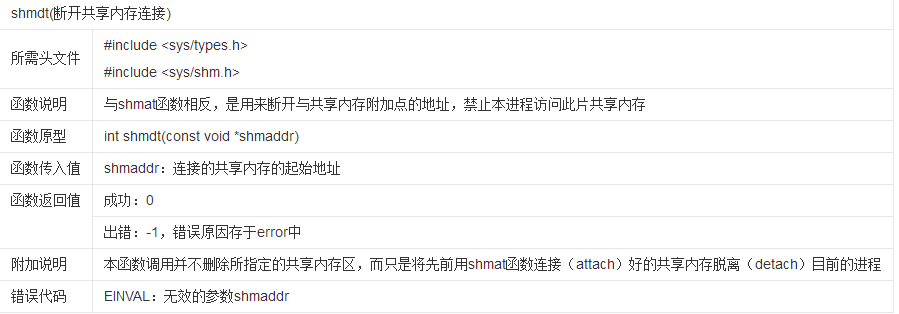 shmdt(断开共享内存连接)
所需头文件
#include <sys/types.h>
#include <sys/shm.h>
函数说明
与shmat函数相反，是用来断开与共享内存附加点的地址，禁止本进程访问此片共享内存
函数原型
int shmdt(const void *shmaddr)
函数传入值
shmaddr：连接的共享内存的起始地址
函数返回值
成功：0
出错：-1，错误原因存于error中
附加说明
本函数调用并不删除所指定的共享内存区，而只是将先前用shmat函数连接（attach）好的共享内存脱离（detach）目前的进程
错误代码
EINVAL：无效的参数shmaddr